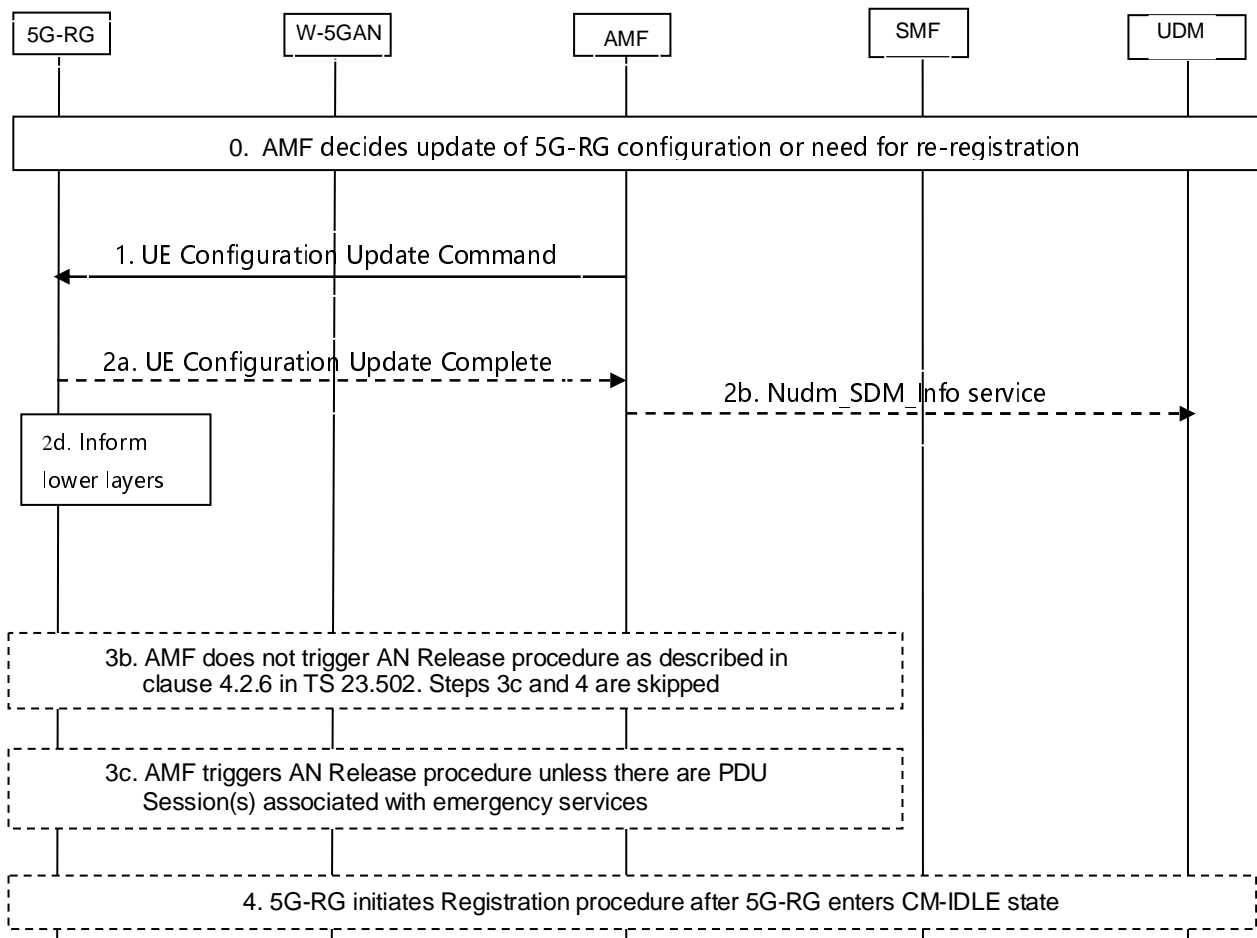 5G-RG
W-5GAN
AMF
SMF
UDM
0. AMF decides update of 5G-RG configuration or need for re-registration
1. UE Configuration Update Command
2a. UE Configuration Update Complete
2b. Nudm_SDM_Info service
2d. Inform
lower layers
3b. AMF does not trigger AN Release procedure as described in
clause 4.2.6 in TS 23.502. Steps 3c and 4 are skipped
3c. AMF triggers AN Release procedure unless there are PDU
Session(s) associated with emergency services
4. 5G-RG initiates Registration procedure after 5G-RG enters CM-IDLE state